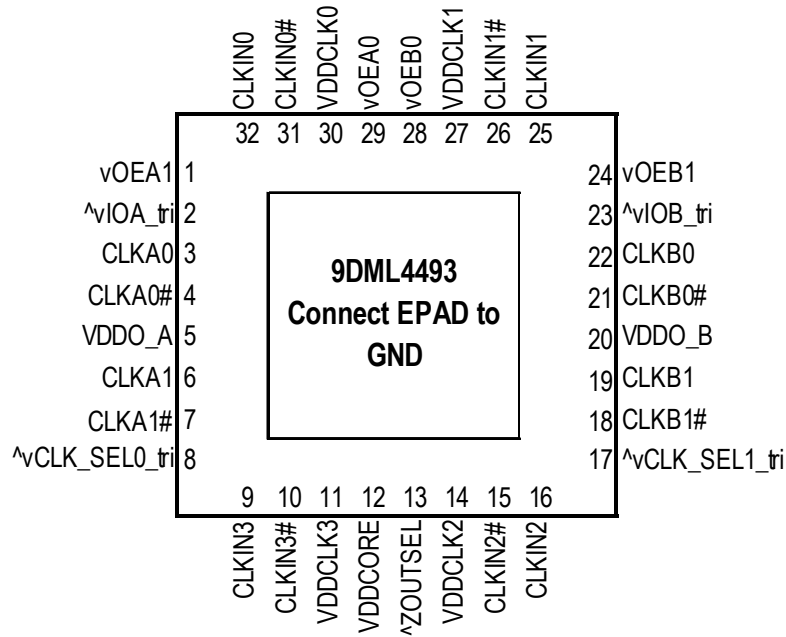 CLKIN0
CLKIN0#
VDDCLK0
vOEA0
vOEB0
VDDCLK1
CLKIN1#
CLKIN1
32 31 30 29 28 27 26 25
vOEA1 1
^vIOA_tri 2
CLKA0 3
CLKA0# 4
VDDO_A 5
CLKA1 6
CLKA1# 7
^vCLK_SEL0_tri 8
9DML4493
Connect EPAD to
GND
24 vOEB1
23 ^vIOB_tri
22 CLKB0
21 CLKB0#
20 VDDO_B
19 CLKB1
18 CLKB1#
17 ^vCLK_SEL1_tri
9 10 11 12 13 14 15 16
CLKIN3
CLKIN3#
VDDCLK3
VDDCORE
^ZOUTSEL
VDDCLK2
CLKIN2#
CLKIN2